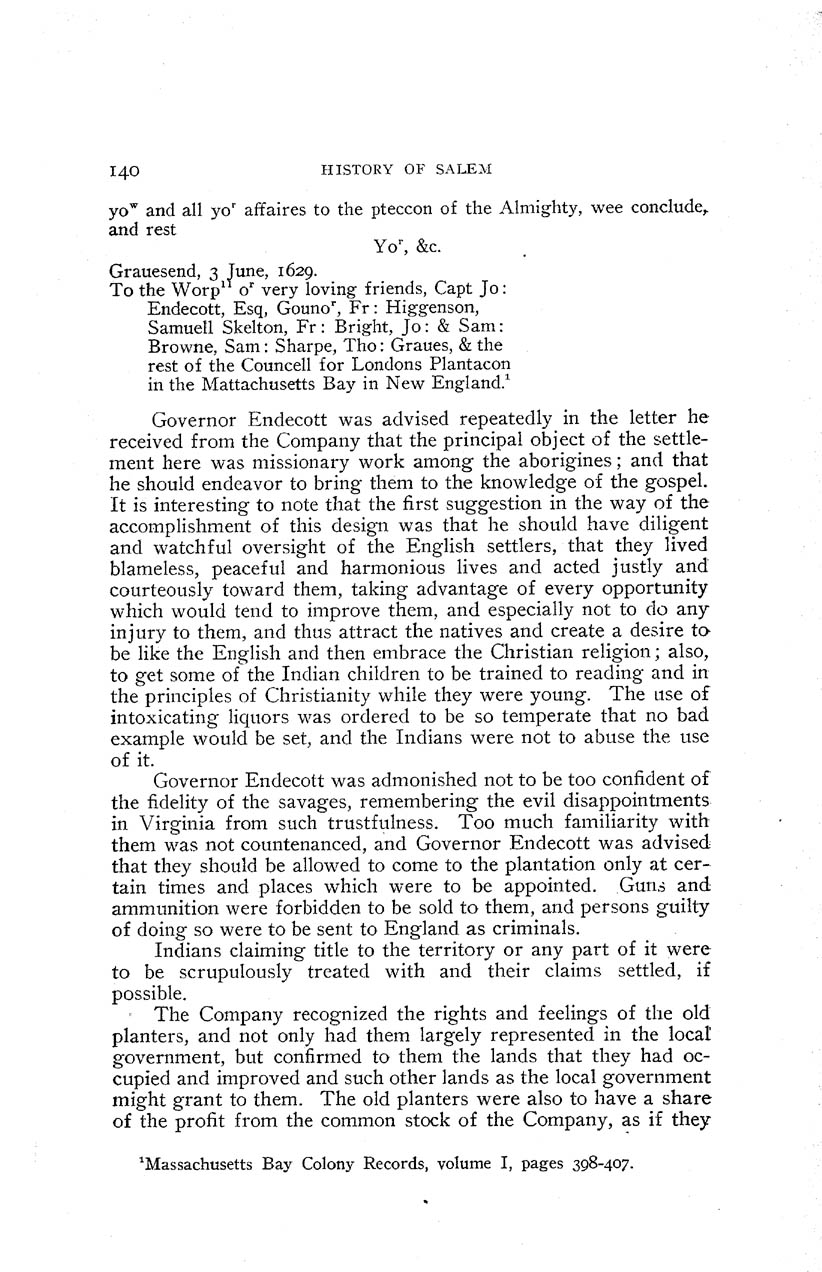 140 HISTORY OF SALEM
yoʷ and all yoʳ affaires to the pteccon of the Almighty, wee conclude,
and rest
Yoʳ, &c.
Grauesend, 3 June, 1629.
To the Worpˡˡ oʳ very loving friends, Capt Jo:
Endecott, Esq, Gounoʳ, Fr: Higgenson,
Samuell Skelton, Fr: Bright, Jo: & Sam:
Browne, Sam: Sharpe, Tho: Graues, & the
rest of the Councell for Londons Plantacon
in the Mattachusetts Bay in New England.¹
Governor Endecott was advised repeatedly in the letter he
received from the Company that the principal object of the settle-
ment here was missionary work among the aborigines; and that
he should endeavor to bring them to the knowledge of the gospel.
It is interesting to note that the first suggestion in the way of the
accomplishment of this design was that he should have diligent
and watchful oversight of the English settlers, that they lived
blameless, peaceful and harmonious lives and acted justly and
courteously toward them, taking advantage of every opportunity
which would tend to improve them, and especially not to do any
injury to them, and thus attract the natives and create a desire to
be like the English and then embrace the Christian religion; also,
to get some of the Indian children to be trained to reading and in
the principles of Christianity while they were young. The use of
intoxicating liquors was ordered to be so temperate that no bad
example would be set, and the Indians were not to abuse the use
of it.
Governor Endecott was admonished not to be too confident of
the fidelity of the savages, remembering the evil disappointments
in Virginia from such trustfulness. Too much familiarity with
them was not countenanced, and Governor Endecott was advised
that they should be allowed to come to the plantation only at cer-
tain times and places which were to be appointed. Guns and
ammunition were forbidden to be sold to them, and persons guilty
of doing so were to be sent to England as criminals.
Indians claiming title to the territory or any part of it were
to be scrupulously treated with and their claims settled, if
possible.
The Company recognized the rights and feelings of the old
planters, and not only had them largely represented in the local
government, but confirmed to them the lands that they had oc-
cupied and improved and such other lands as the local government
might grant to them. The old planters were also to have a share
of the profit from the common stock of the Company, as if they
¹Massachusetts Bay Colony Records, volume I, pages 398-407.